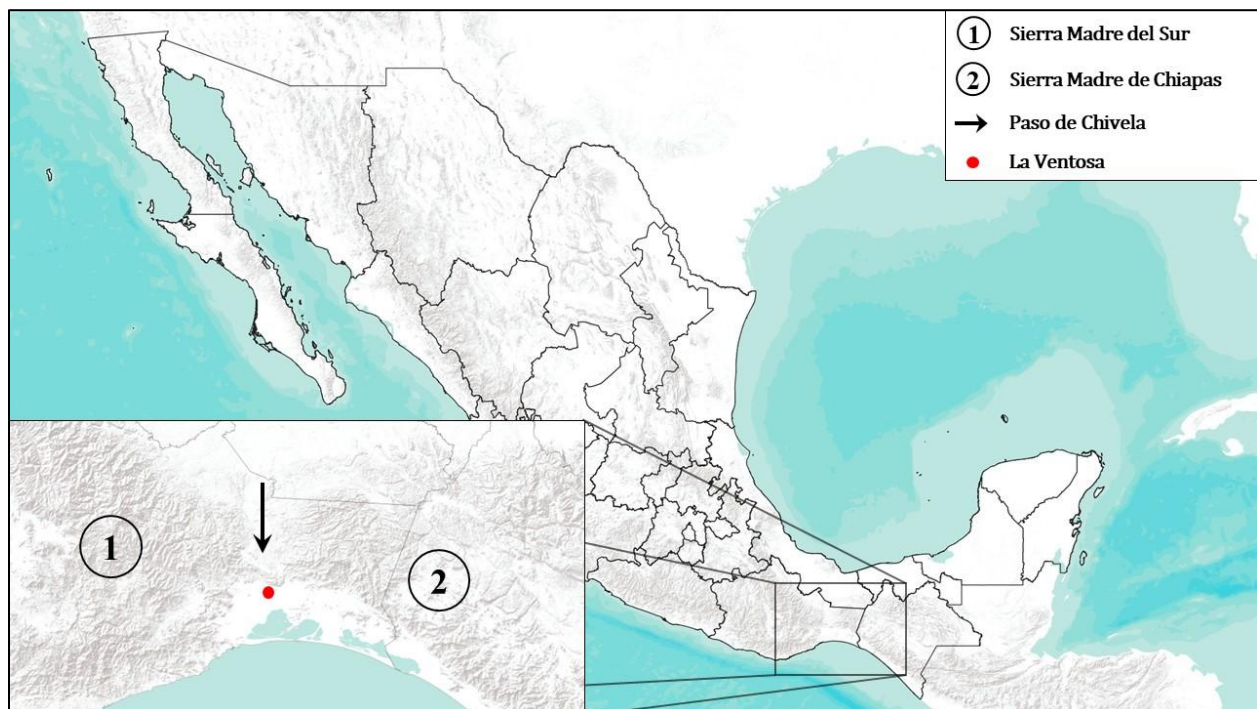 1 Sierra Madre del Sur
2 Sierra Madre de Chiapas
Paso de Chivela
La Ventosa
1
2